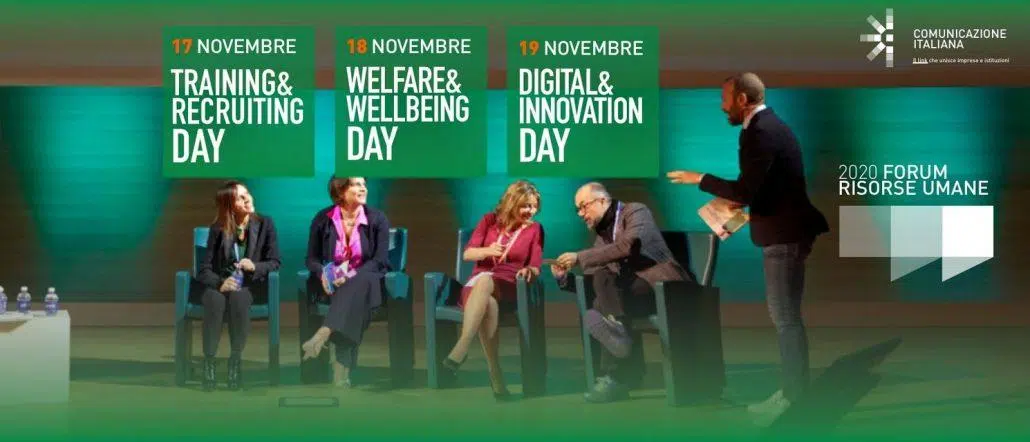 17 NOVEMBRE
TRAINING&
RECRUITING
DAY
18 NOVEMBRE
WELFARE&
WELLBEING
DAY
19 NOVEMBRE
DIGITAL&
INNOVATION
DAY
COMUNICAZIONE
ITALIANA
Il link che unisce imprese e istituzioni
2020 FORUM
RISORSE UMANE